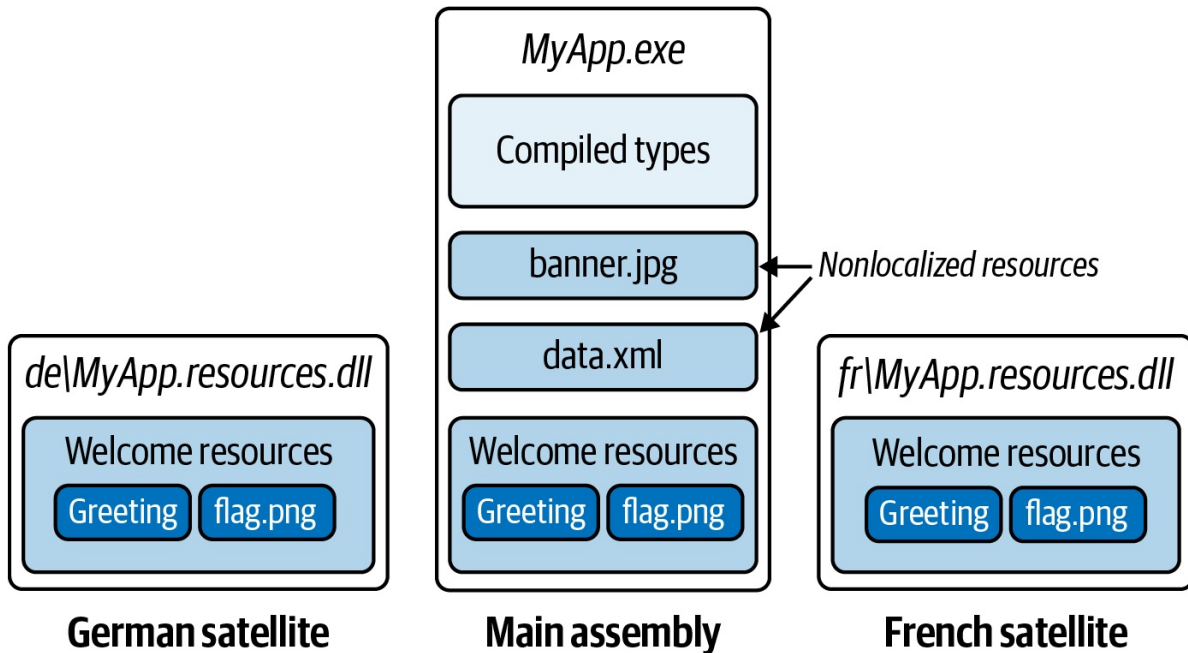 MyApp.exe
Compiled types
banner.jpg
Nonlocalized resources
data.xml
de\MyApp.resources.dll
Welcome resources
Greeting flag.png
German satellite
Welcome resources
Greeting flag.png
Main assembly
fr\MyApp.resources.dll
Welcome resources
Greeting flag.png
French satellite